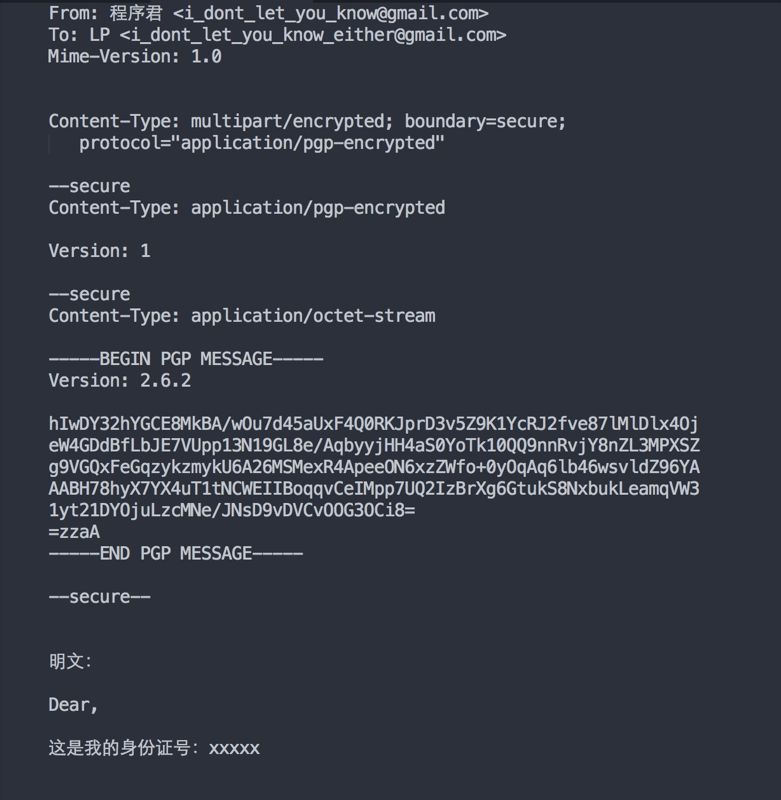 From: 程序君 <i_dont_let_you_know@gmail.com>
To: LP <i_dont_let_you_know_either@gmail.com>
Mime-Version: 1.0
Content-Type: multipart/encrypted; boundary=secure;
protocol="application/pgp-encrypted"
--secure
Content-Type: application/pgp-encrypted
Version: 1
--secure
Content-Type: application/octet-stream
-----BEGIN PGP MESSAGE-----
Version: 2.6.2
hIwDY32hYGCE8MkBA/wOu7d45aUxF4Q0RKJprD3v5Z9K1YcRJ2fve87lMlDlx4Oj
eW4GDdBfLbJE7VUpp13N19GL8e/AqbyyjHH4aS0YoTk10QQ9nnRvjY8nZL3MPXSZ
g9VGQxFeGqzykzmykU6A26MSMexR4ApeeON6xzZWfo+0yOqAq6lb46wsvldZ96YA
AABH78hyX7YX4uT1tNCWEIIBoqqvCeIMpp7UQ2IzBrXg6GtukS8NxbukLeamqVW3
1yt21DYOjuLzcMNe/JNsD9vDVCvOOG3OCi8=
=zzaA
-----END PGP MESSAGE-----
--secure--
明文：
Dear,
这是我的身份证号：xxxxx